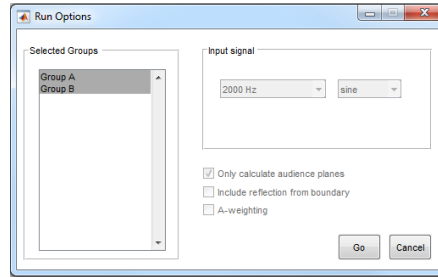 Run Options
Selected Groups
Group A
Group B
Input signal
2000 Hz
sine
Only calculate audience planes
Include reflection from boundary
A-weighting
Go
Cancel